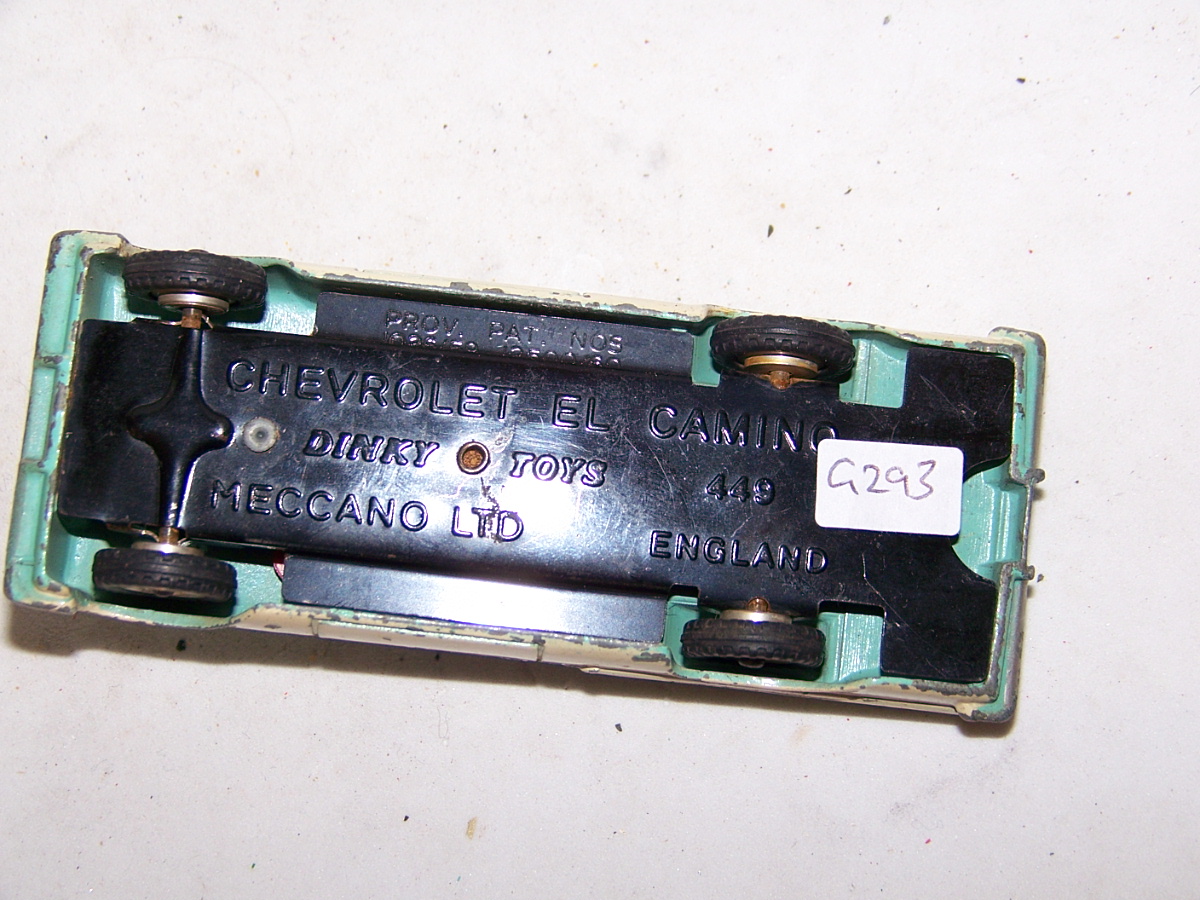 PROV. PAT. NOS
CHEVROLET EL CAMINO
DINKY TOYS
449
G293
MECCANO LTD
ENGLAND